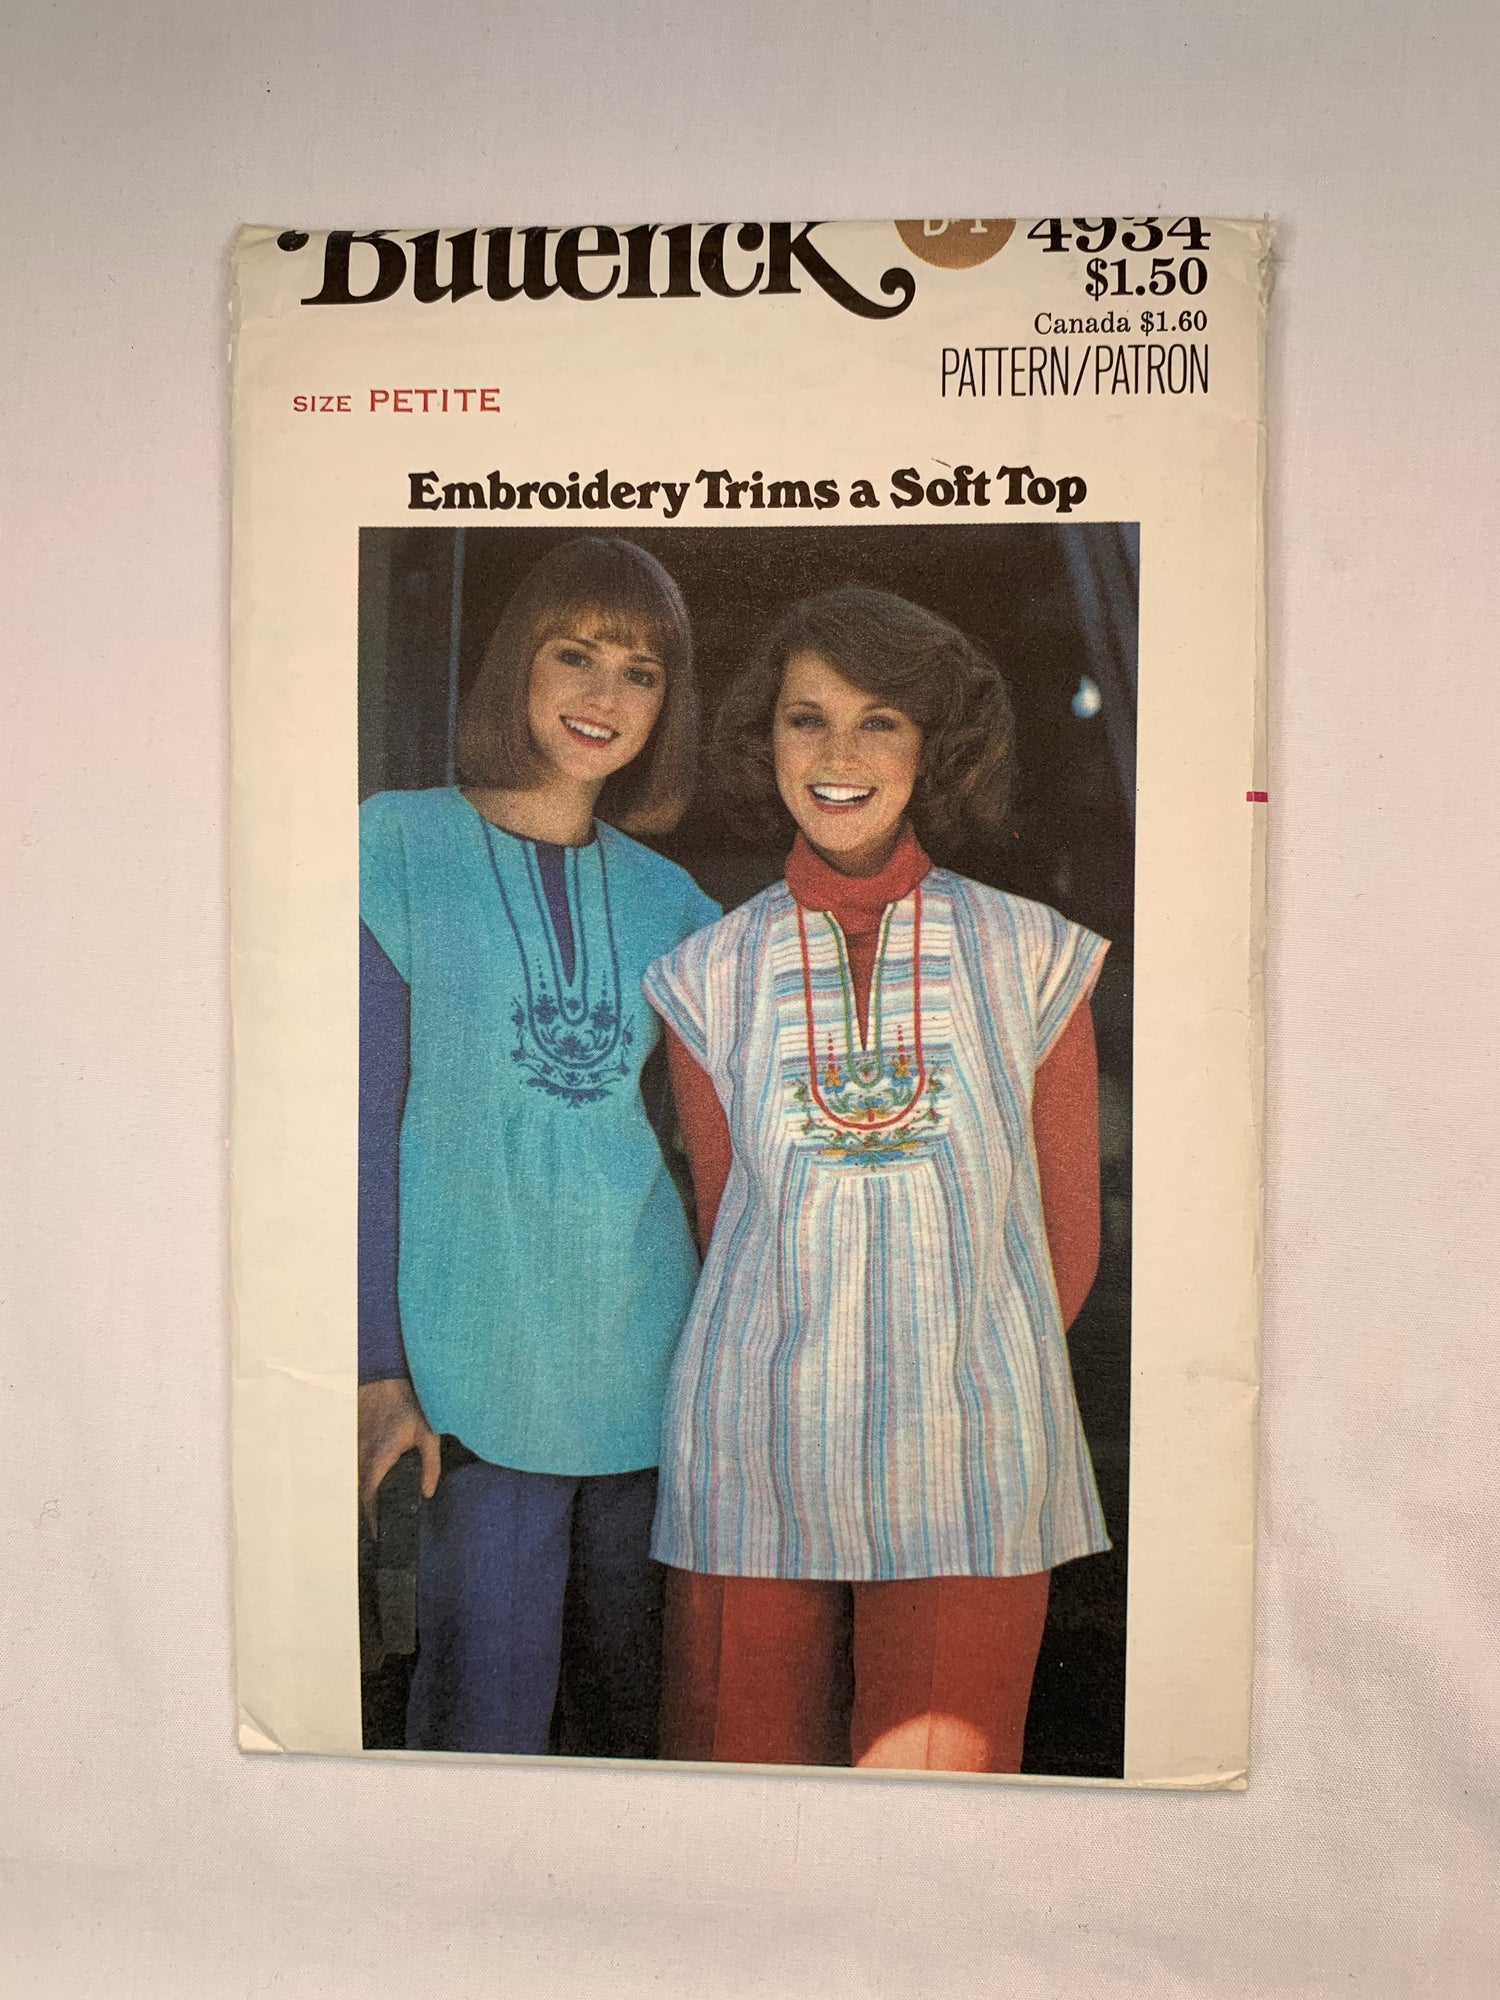 Butterick
4934
$1.50
Canada $1.60
PATTERN/PATRON
SIZE PETITE
Embroidery Trims a Soft Top